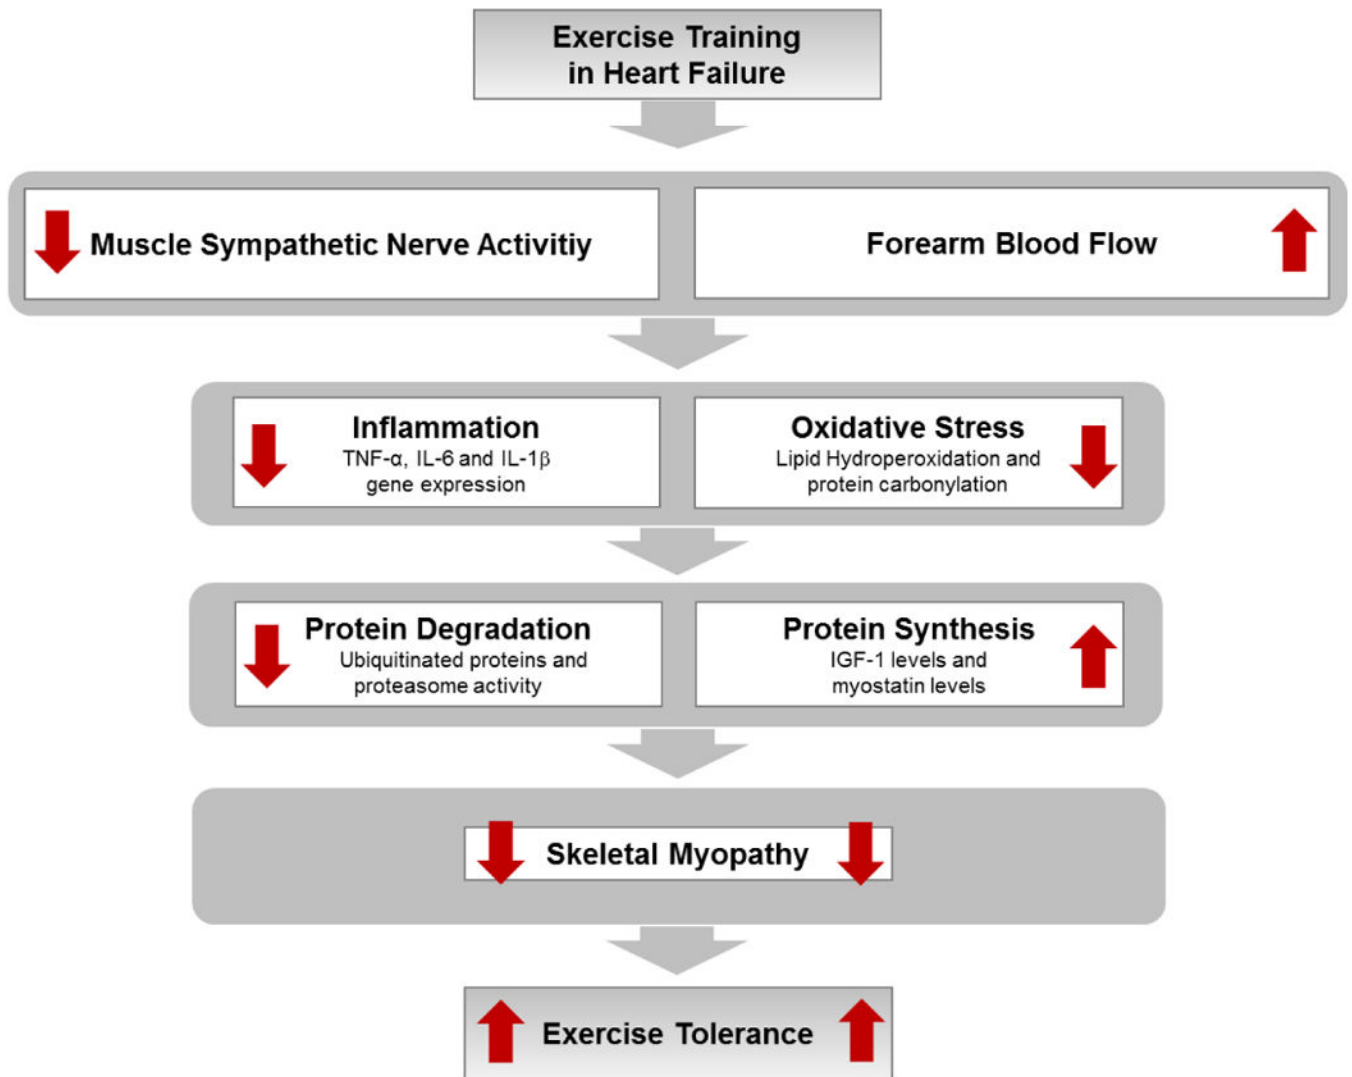 Exercise Training
in Heart Failure
Muscle Sympathetic Nerve Activitiy
Forearm Blood Flow
Inflammation
TNF-α, IL-6 and IL-1β
gene expression
Oxidative Stress
Lipid Hydroperoxidation and
protein carbonylation
Protein Degradation
Ubiquitinated proteins and
proteasome activity
Protein Synthesis
IGF-1 levels and
myostatin levels
Skeletal Myopathy
Exercise Tolerance